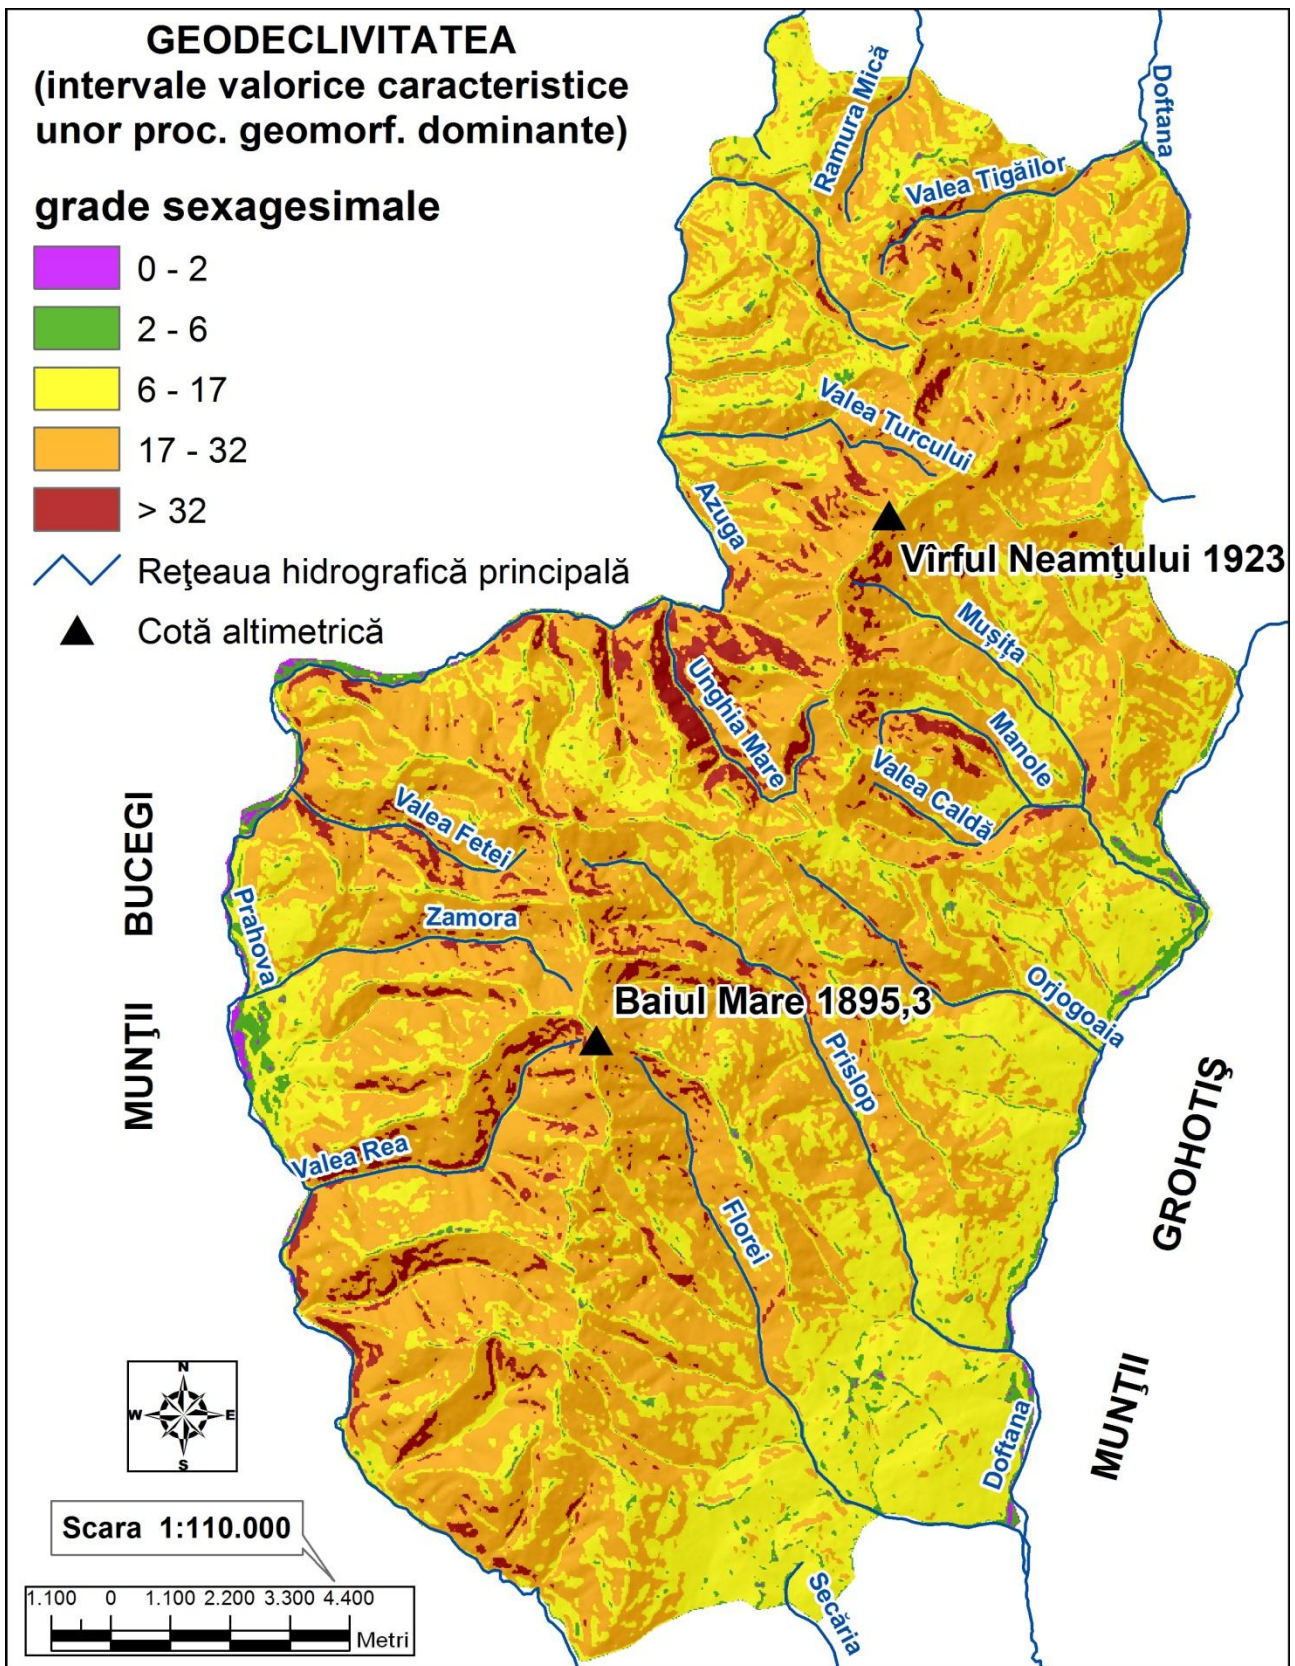 GEODECLIVITATEA
(intervale valorice caracteristice
unor proc. geomorf. dominante)
grade sexagesimale
0 - 2
2 - 6
6 - 17
17 - 32
> 32
Reţeaua hidrografică principală
Cotă altimetrică
Ramura Mică
Doftana
Valea Tigăilor
Valea Turcului
Azuga
Vîrful Neamţului 1923
Mușița
Unghia Mare
Manole
Valea Caldă
Valea Fetei
MUNŢII BUCEGI
Prahova
Zamora
Baiul Mare 1895,3
Orjogoaia
Prislop
Valea Rea
Florei
MUNŢII GROHOTIŞ
Doftana
Secăria
N
W E
S
Scara 1:110.000
1.100 0 1.100 2.200 3.300 4.400
Metri